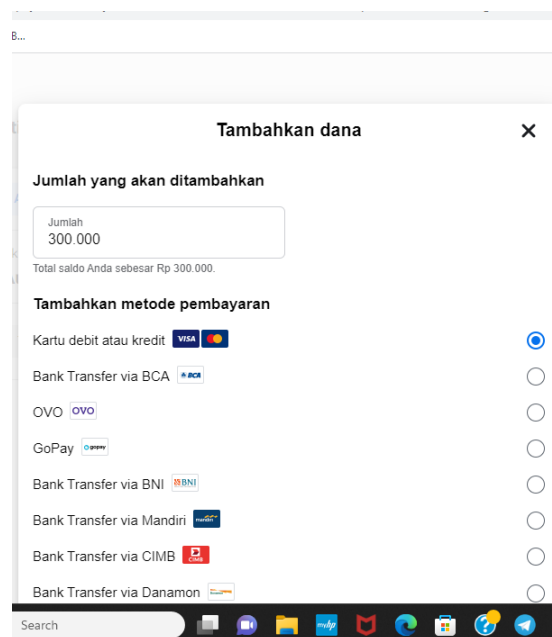 B...
Tambahkan dana
Jumlah yang akan ditambahkan
Jumlah
300.000
Total saldo Anda sebesar Rp 300.000.
Tambahkan metode pembayaran
Kartu debit atau kredit VISA
Bank Transfer via BCA BCA
OVO OVO
GoPay gopay
Bank Transfer via BNI BNI
Bank Transfer via Mandiri mandiri
Bank Transfer via CIMB CIMB
Bank Transfer via Danamon
Search myhp